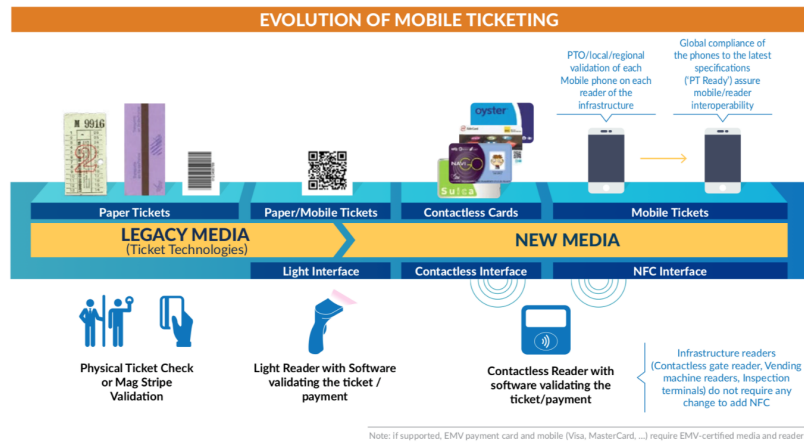 EVOLUTION OF MOBILE TICKETING
PTO/local/regional
validation of each
Mobile phone on each
reader of the
infrastructure
Global compliance of
the phones to the latest
specifications
('PT Ready') assure
mobile/reader
interoperability
9916
oyster
Suica
Paper Tickets
Paper/Mobile Tickets
Contactless Cards
Mobile Tickets
LEGACY MEDIA
(Ticket Technologies)
NEW MEDIA
Light Interface
Contactless Interface
NFC Interface
Physical Ticket Check
or Mag Stripe
Validation
Light Reader with Software
validating the ticket /
payment
Contactless Reader with
software validating the
ticket/payment
Infrastructure readers
(Contactless gate reader, Vending
machine readers, Inspection
terminals) do not require any
change to add NFC
Note: if supported, EMV payment card and mobile (Visa, MasterCard, ...) require EMV-certified media and reader